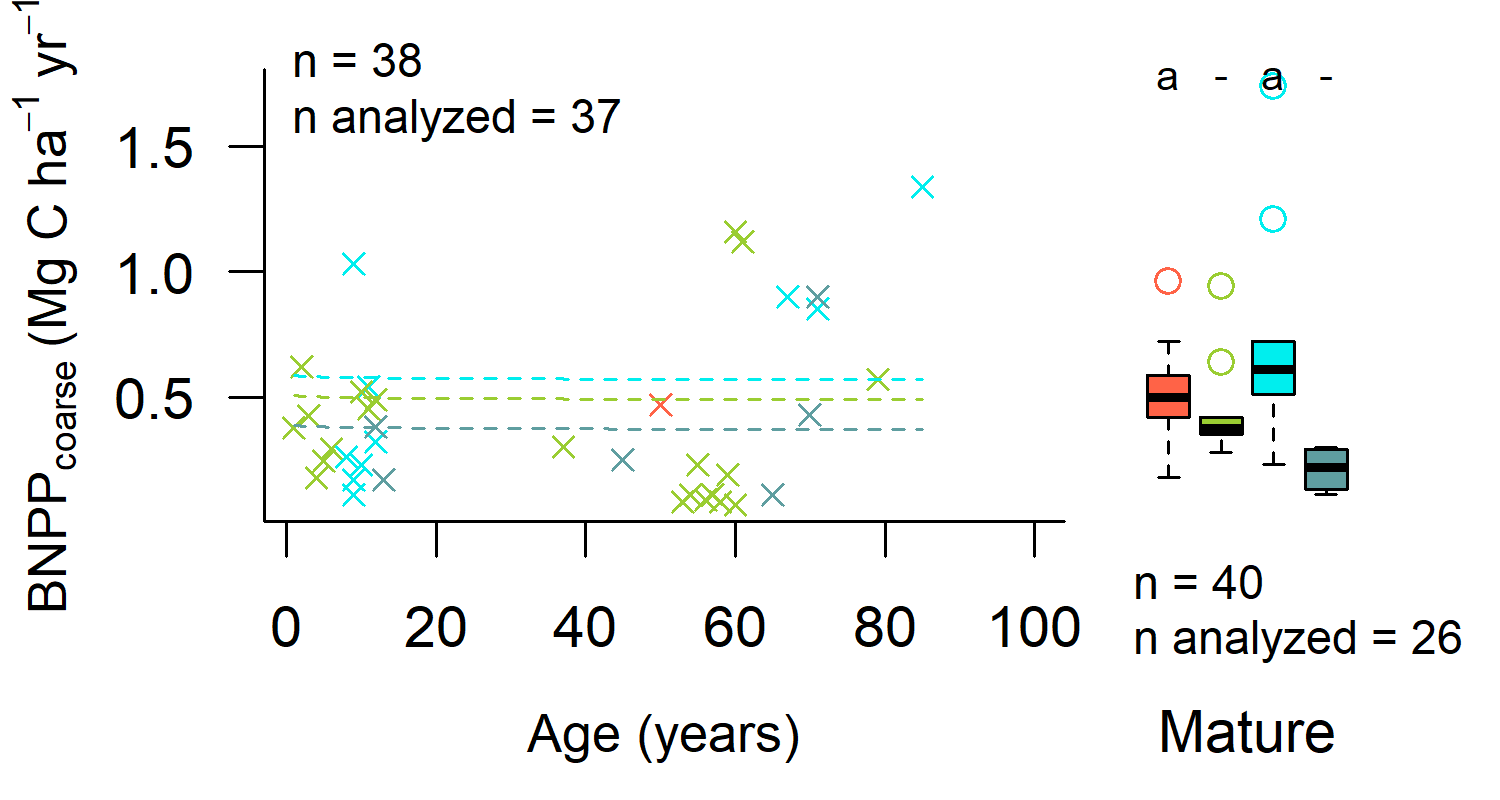 BNPPcoarse (Mg C ha−1 yr−1
n = 38
n analyzed = 37
1.5
1.0
0.5
0 20 40 60 80 100
Age (years)
a - a -
n = 40
n analyzed = 26
Mature